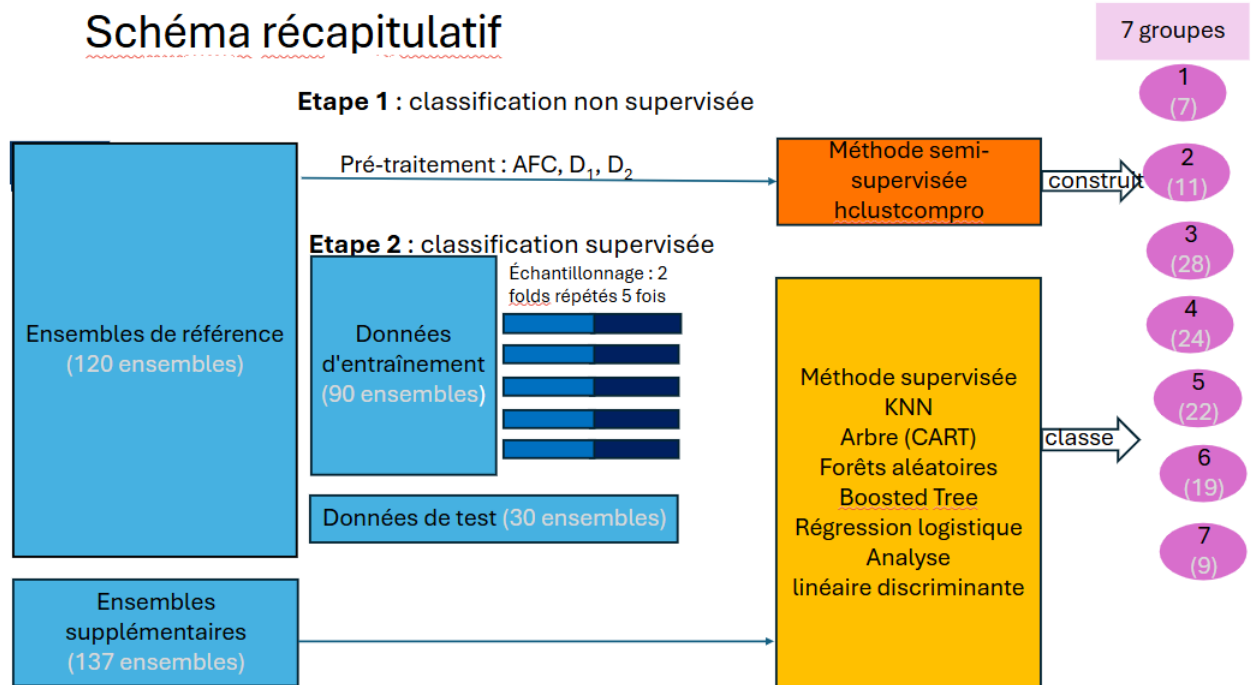 Schéma récapitulatif
7 groupes
Etape 1 : classification non supervisée
Pré-traitement : AFC, D₁, D₂
Méthode semi-
supervisée
hclustcompro
construit
Etape 2 : classification supervisée
Échantillonnage : 2
folds répétés 5 fois
Ensembles de référence
(120 ensembles)
Données
d'entraînement
(90 ensembles)
Données de test (30 ensembles)
Méthode supervisée
KNN
Arbre (CART)
Forêts aléatoires
Boosted Tree
Régression logistique
Analyse
linéaire discriminante
classe
Ensembles
supplémentaires
(137 ensembles)
1
(7)
2
(11)
3
(28)
4
(24)
5
(22)
6
(19)
7
(9)